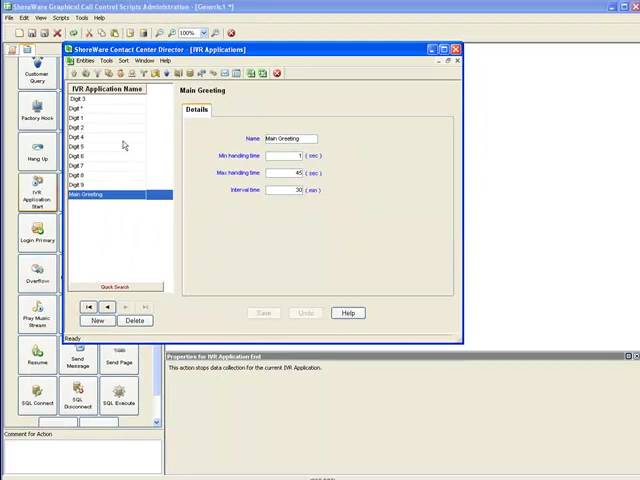 ShoreWare Graphical Call Control Scripts Administration - [Generic1 *]
File Edit View Scripts Tools Help
100%
Customer Query
Factory Hook
Hang Up
IVR Application Start
Login Primary
Overflow
Play Music Stream
Resume
Send Message
Send Page
SQL Connect
SQL Disconnect
SQL Execute
Comment for Action
ShoreWare Contact Center Director - [IVR Applications]
Entities Tools Sort Window Help
IVR Application Name
Digit 3
Digit *
Digit 1
Digit 2
Digit 4
Digit 5
Digit 6
Digit 7
Digit 8
Digit 9
Main Greeting
Quick Search
New Delete
Ready
Main Greeting
Details
Name Main Greeting
Min handling time 1 ( sec )
Max handling time 45 ( sec )
Interval time 30 ( min )
Save Undo Help
Properties for IVR Application End
This action stops data collection for the current IVR Application.